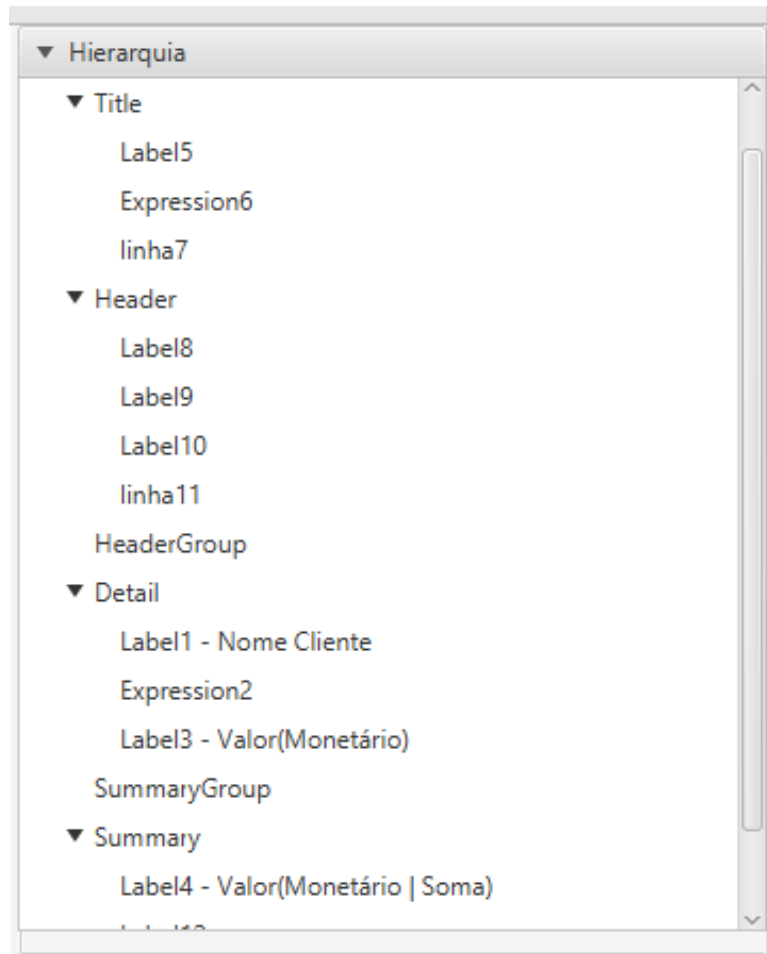 Hierarquia
Title
Label5
Expression6
linha7
Header
Label8
Label9
Label10
linha11
HeaderGroup
Detail
Label1 - Nome Cliente
Expression2
Label3 - Valor(Monetário)
SummaryGroup
Summary
Label4 - Valor(Monetário | Soma)